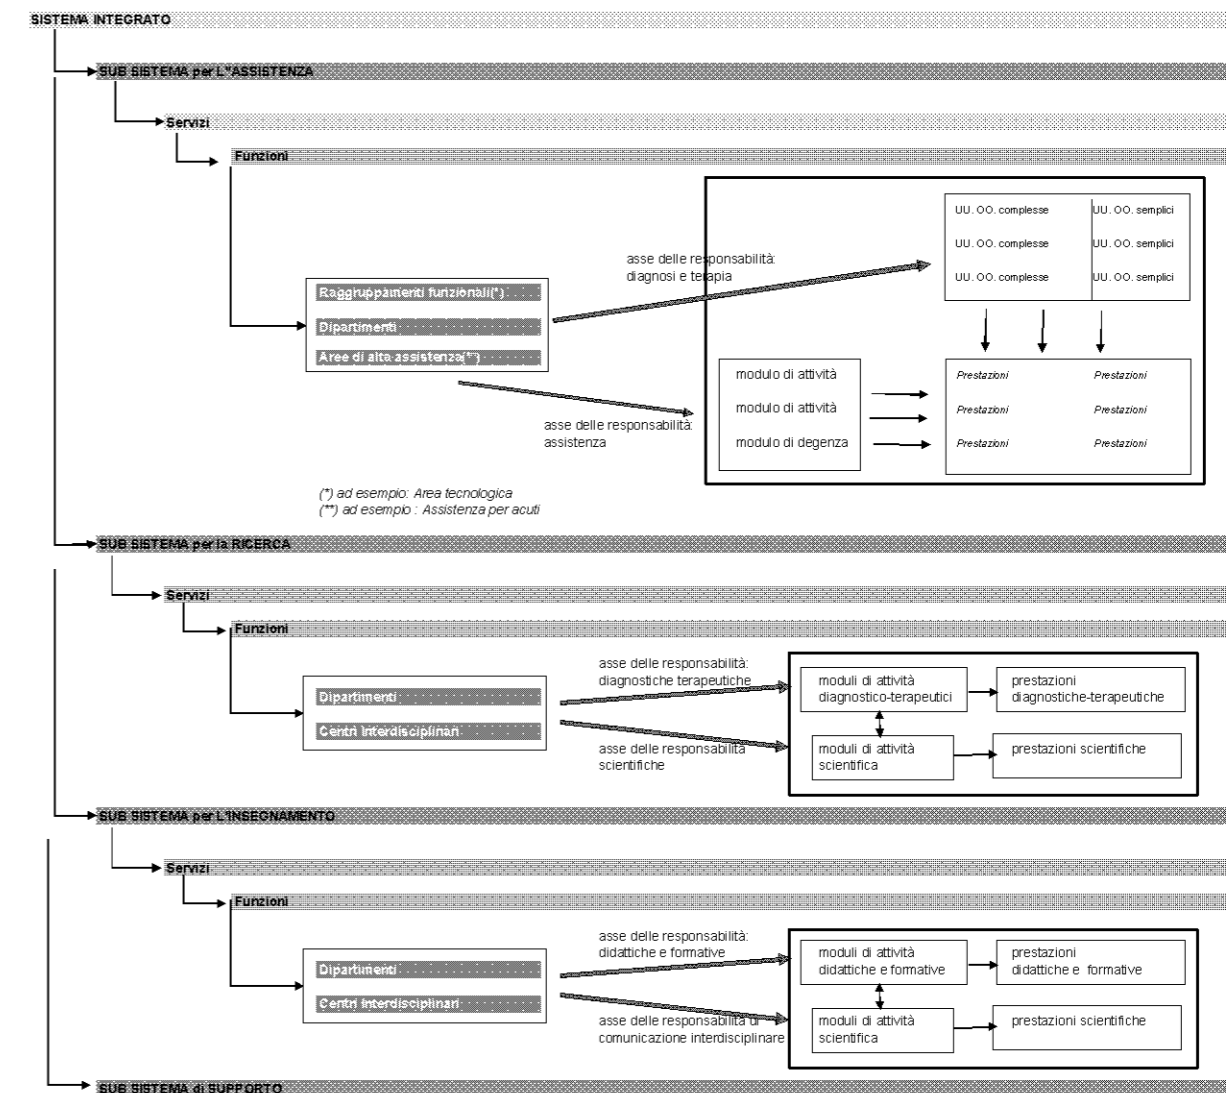 SISTEMA INTEGRATO
SUB SISTEMA per L"ASSISTENZA
Servizi
Funzioni
UU. OO. complesse UU. OO. semplici
UU. OO. complesse UU. OO. semplici
UU. OO. complesse UU. OO. semplici
asse delle responsabilità:
diagnosi e terapia
Raggruppamenti funzionali(*)
Dipartimenti
Aree di alta assistenza(**)
modulo di attività
modulo di attività
modulo di degenza
Prestazioni Prestazioni
Prestazioni Prestazioni
Prestazioni Prestazioni
asse delle responsabilità:
assistenza
(*) ad esempio: Area tecnologica
(**) ad esempio : Assistenza per acuti
SUB SISTEMA per la RICERCA
Servizi
Funzioni
asse delle responsabilità:
diagnostiche terapeutiche
Dipartimenti
Centri Interdisciplinari
moduli di attività
diagnostico-terapeutici
prestazioni
diagnostiche-terapeutiche
asse delle responsabilità
scientifiche
moduli di attività
scientifica
prestazioni scientifiche
SUB SISTEMA per L'INSEGNAMENTO
Servizi
Funzioni
asse delle responsabilità:
didattiche e formative
Dipartimenti
Centri Interdisciplinari
moduli di attività
didattiche e formative
prestazioni
didattiche e formative
asse delle responsabilità di
comunicazione interdisciplinare
moduli di attività
scientifica
prestazioni scientifiche
SUB SISTEMA di SUPPORTO